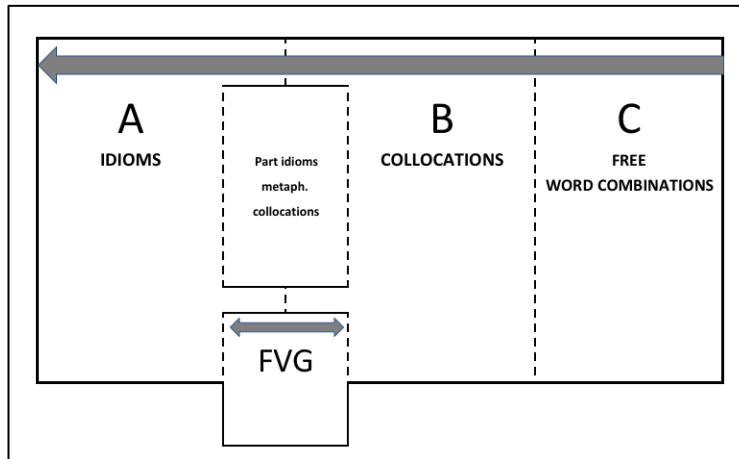 A
IDIOMS
Part idioms
metaph.
collocations
B
COLLOCATIONS
C
FREE
WORD COMBINATIONS
FVG